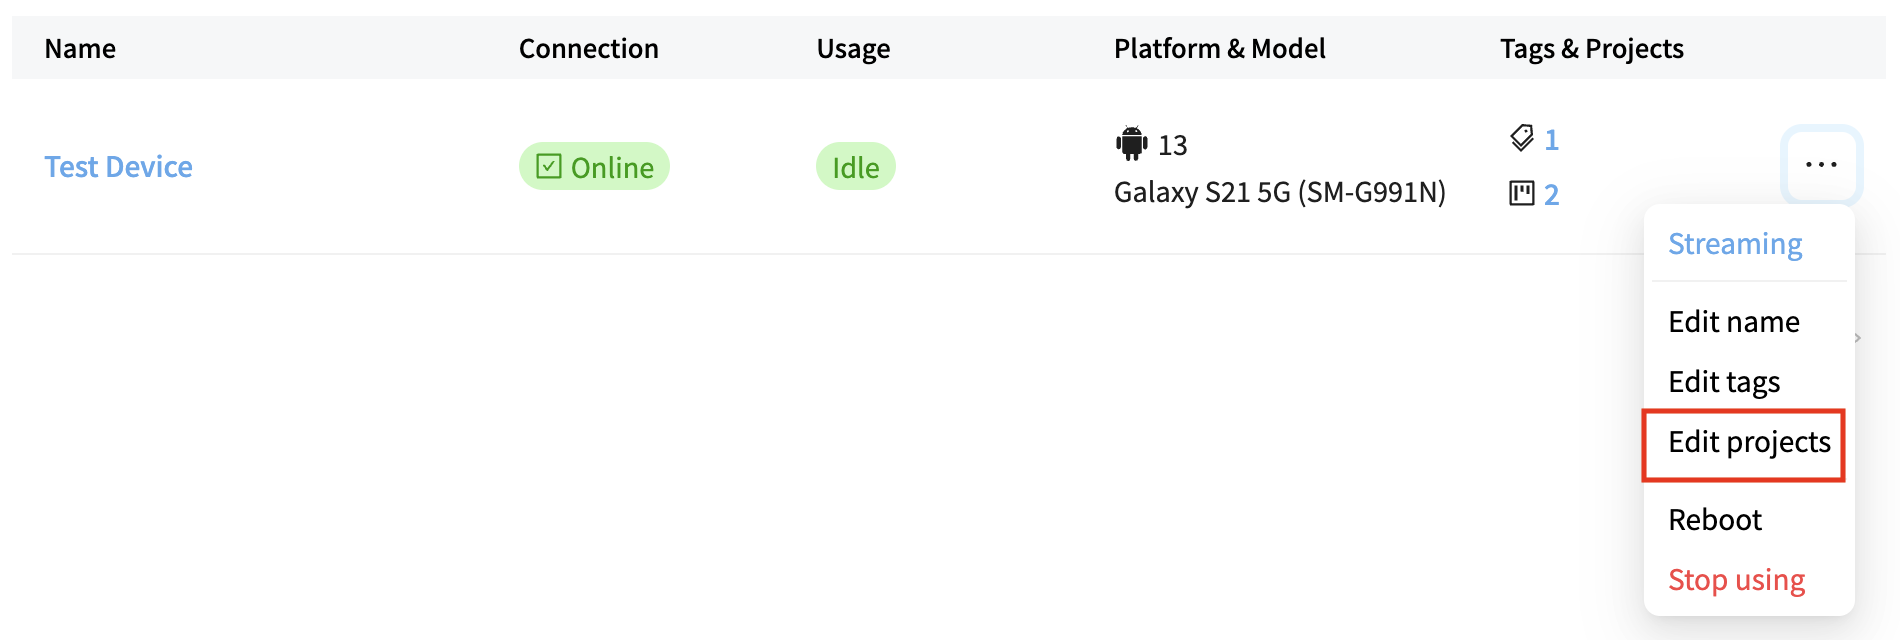 Name Connection Usage Platform & Model Tags & Projects
Test Device Online Idle 13 1
Galaxy S21 5G (SM-G991N) 2
...
Streaming
Edit name
Edit tags
Edit projects
Reboot
Stop using